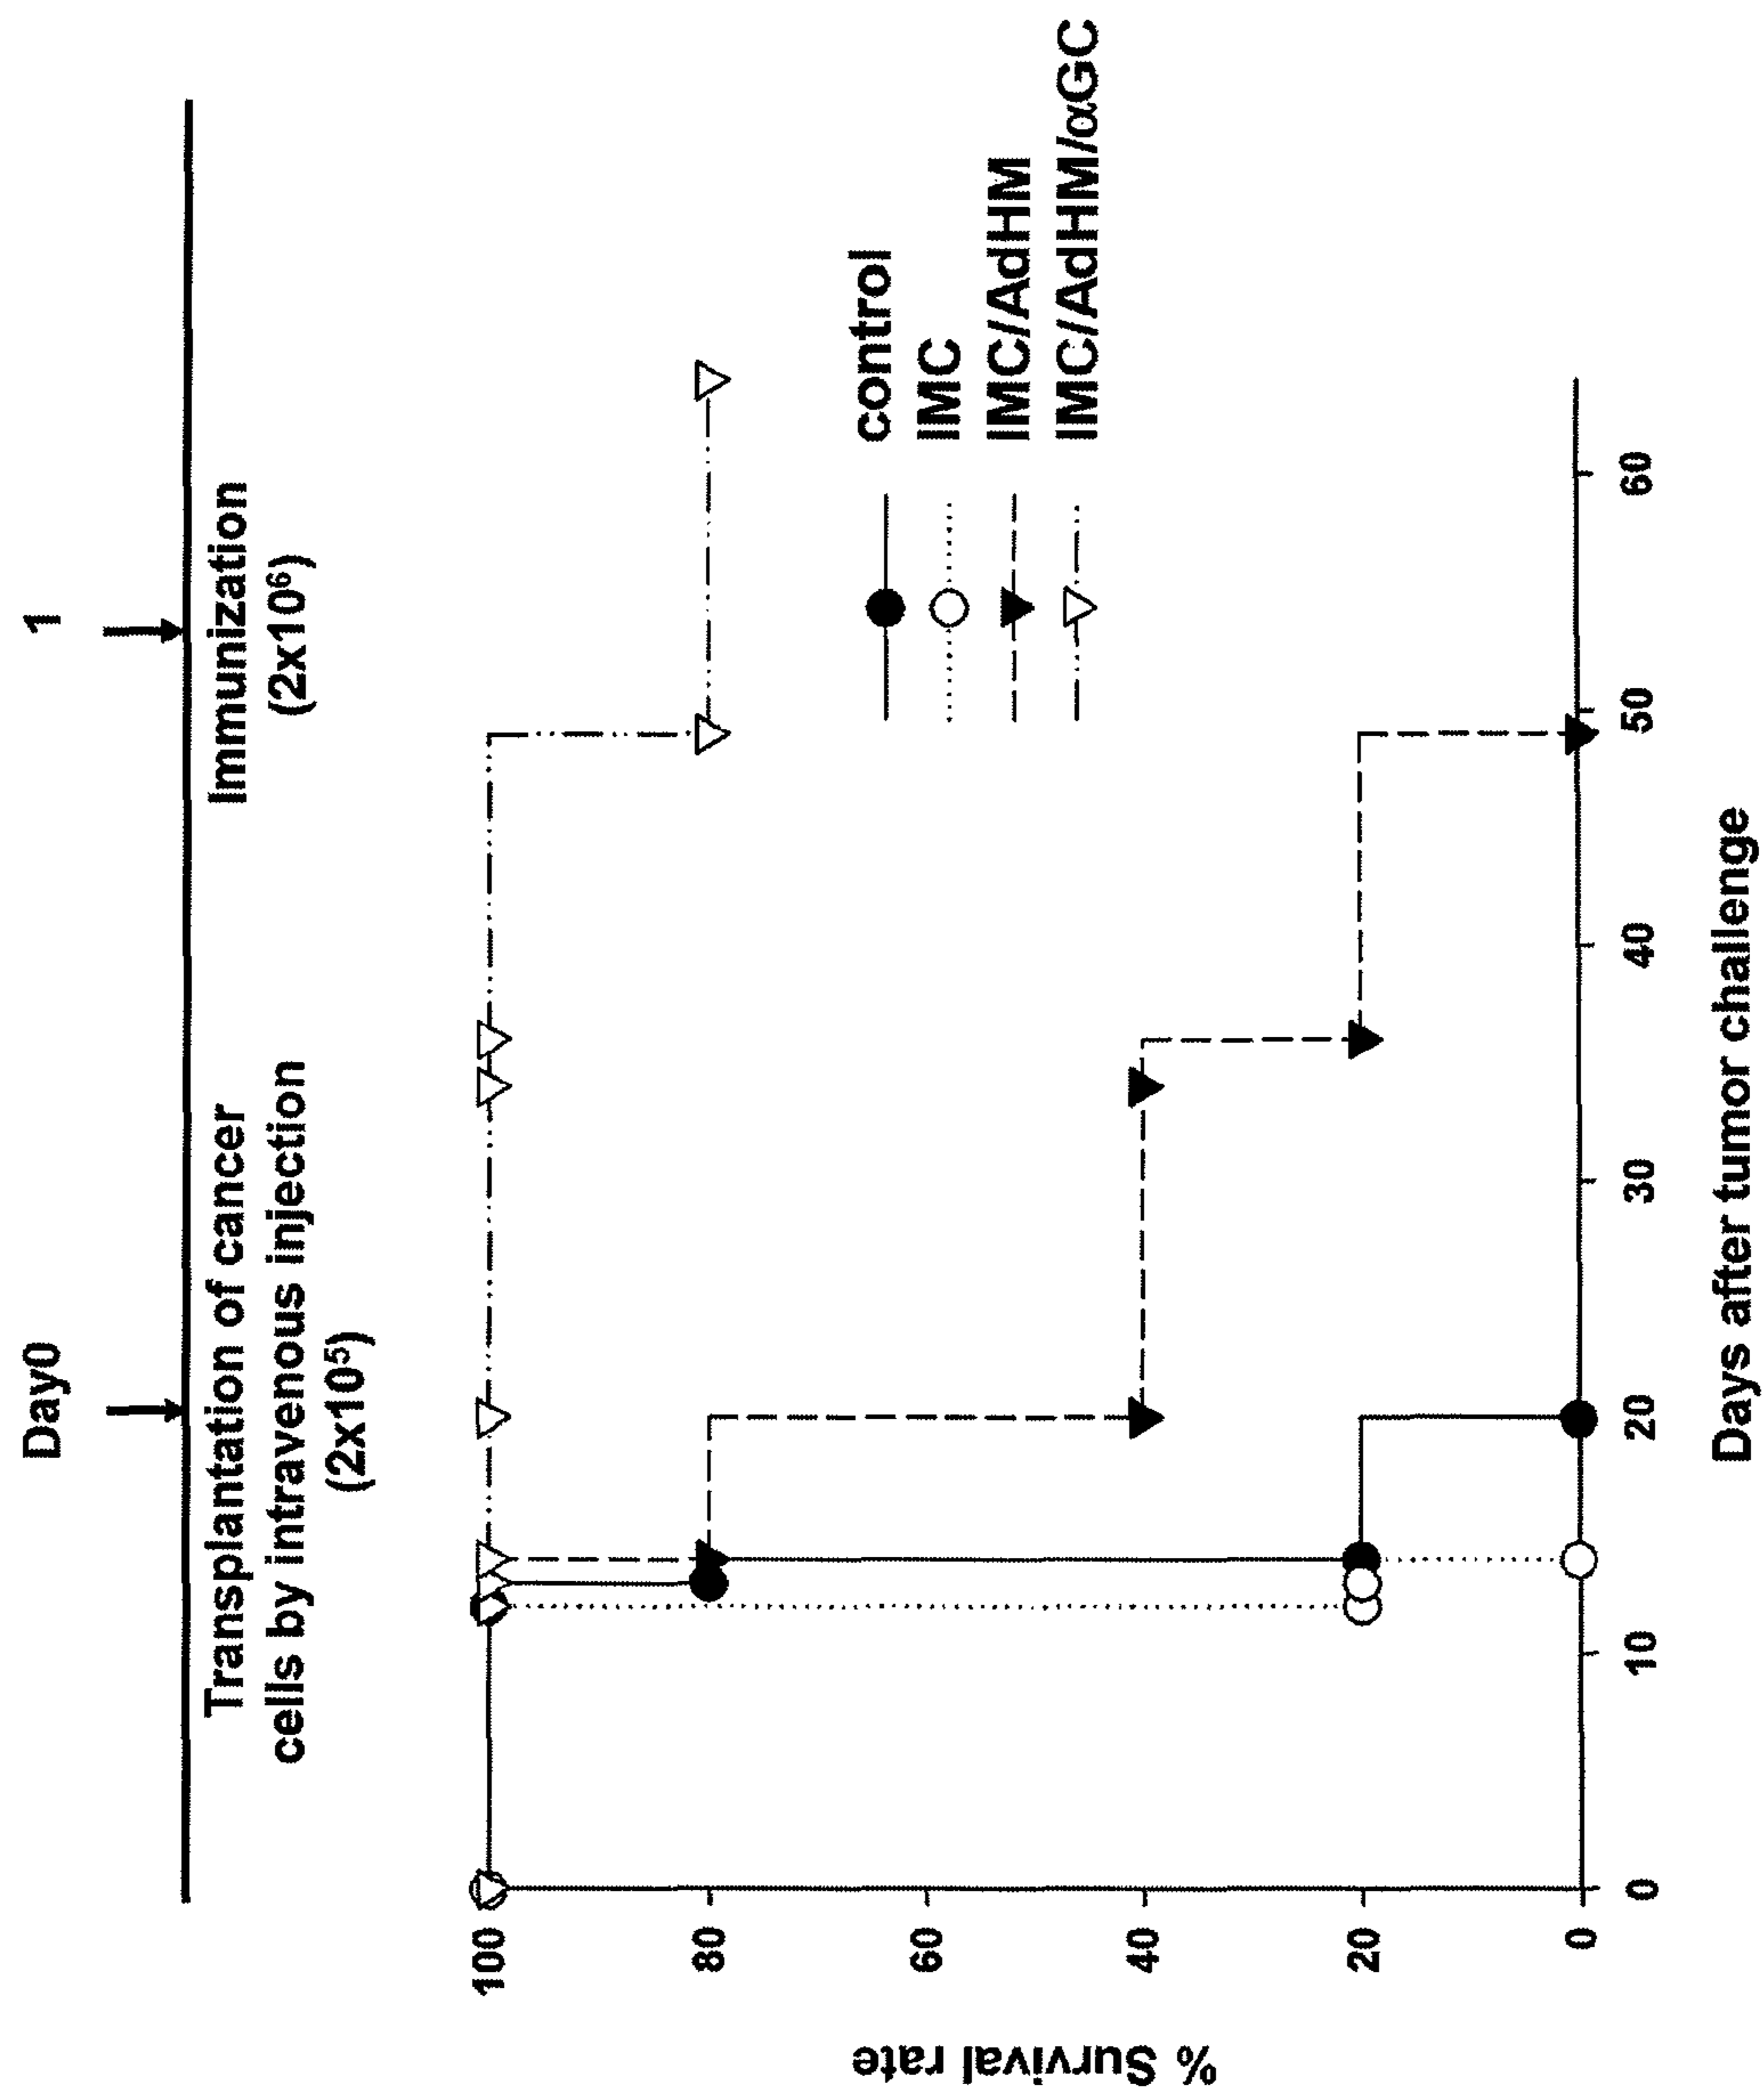 Day0
1
Transplantation of cancer
cells by intravenous injection
(2x10⁵)
Immunization
(2x10⁶)
% Survival rate
100
80
60
40
20
0
control
IMC
IMC/AdHM
IMC/AdHM/αGC
0
10
20
30
40
50
60
Days after tumor challenge